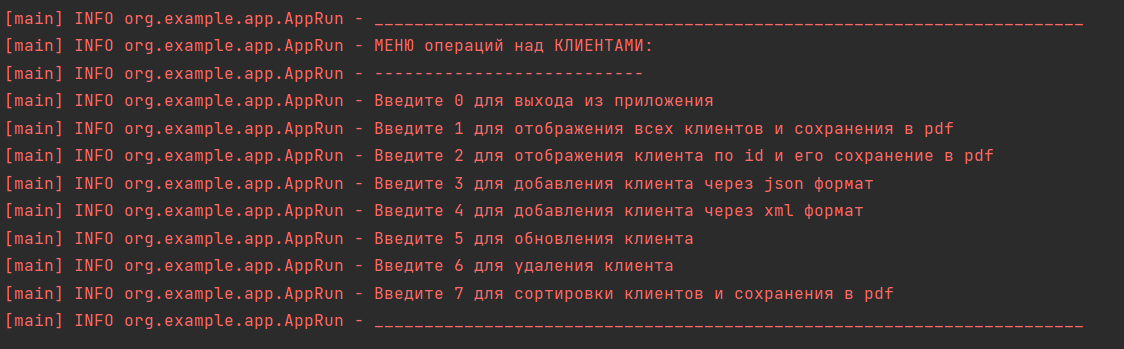 [main] INFO org.example.app.AppRun - _______________________________________________________________________
[main] INFO org.example.app.AppRun - МЕНЮ операций над КЛИЕНТАМИ:
[main] INFO org.example.app.AppRun - ---------------------------
[main] INFO org.example.app.AppRun - Введите 0 для выхода из приложения
[main] INFO org.example.app.AppRun - Введите 1 для отображения всех клиентов и сохранения в pdf
[main] INFO org.example.app.AppRun - Введите 2 для отображения клиента по id и его сохранение в pdf
[main] INFO org.example.app.AppRun - Введите 3 для добавления клиента через json формат
[main] INFO org.example.app.AppRun - Введите 4 для добавления клиента через xml формат
[main] INFO org.example.app.AppRun - Введите 5 для обновления клиента
[main] INFO org.example.app.AppRun - Введите 6 для удаления клиента
[main] INFO org.example.app.AppRun - Введите 7 для сортировки клиентов и сохранения в pdf
[main] INFO org.example.app.AppRun - _______________________________________________________________________